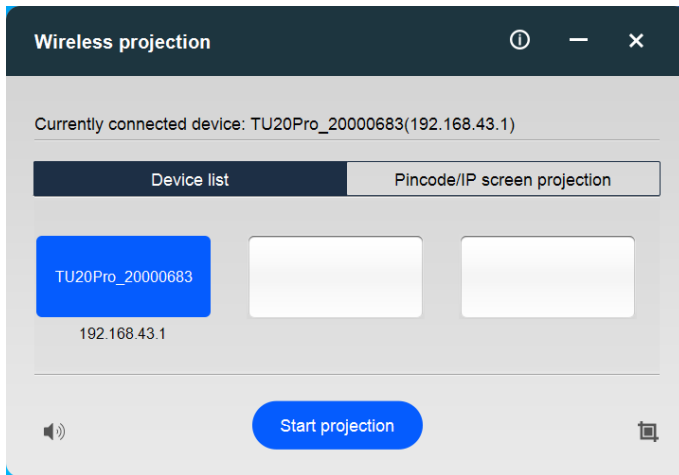 Wireless projection
Currently connected device: TU20Pro_20000683(192.168.43.1)
Device list
Pincode/IP screen projection
TU20Pro_20000683
192.168.43.1
Start projection